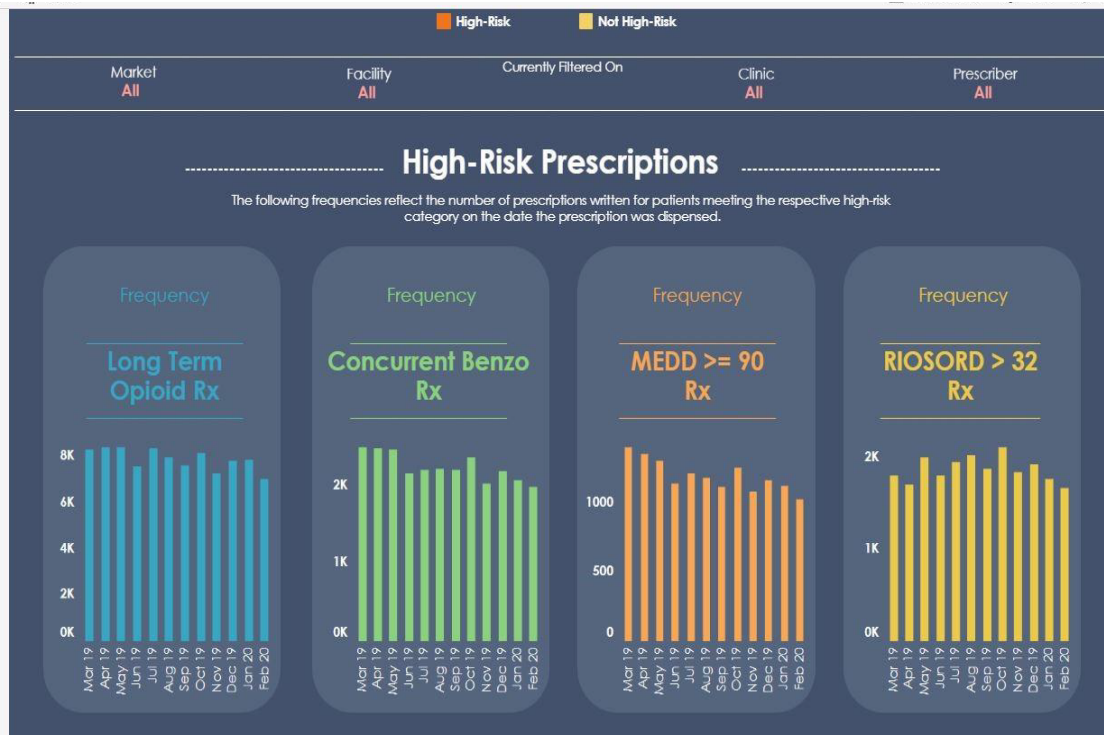 High-Risk
Not High-Risk
Currently Filtered On
Market
All
Facility
All
Clinic
All
Prescriber
All
High-Risk Prescriptions
The following frequencies reflect the number of prescriptions written for patients meeting the respective high-risk
category on the date the prescription was dispensed.
Frequency
Long Term
Opioid Rx
8K
6K
4K
2K
0K
Mar 19
Apr 19
May 19
Jun 19
Jul 19
Aug 19
Sep 19
Oct 19
Nov 19
Dec 19
Jan 20
Feb 20
Frequency
Concurrent Benzo
Rx
2K
1K
0K
Mar 19
Apr 19
May 19
Jun 19
Jul 19
Aug 19
Sep 19
Oct 19
Nov 19
Dec 19
Jan 20
Feb 20
Frequency
MEDD >= 90
Rx
1000
500
0
Mar 19
Apr 19
May 19
Jun 19
Jul 19
Aug 19
Sep 19
Oct 19
Nov 19
Dec 19
Jan 20
Feb 20
Frequency
RIOSORD > 32
Rx
2K
1K
0K
Mar 19
Apr 19
May 19
Jun 19
Jul 19
Aug 19
Sep 19
Oct 19
Nov 19
Dec 19
Jan 20
Feb 20